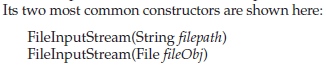 Its two most common constructors are shown here:
FileInputStream(String filepath)
FileInputStream(File fileObj)